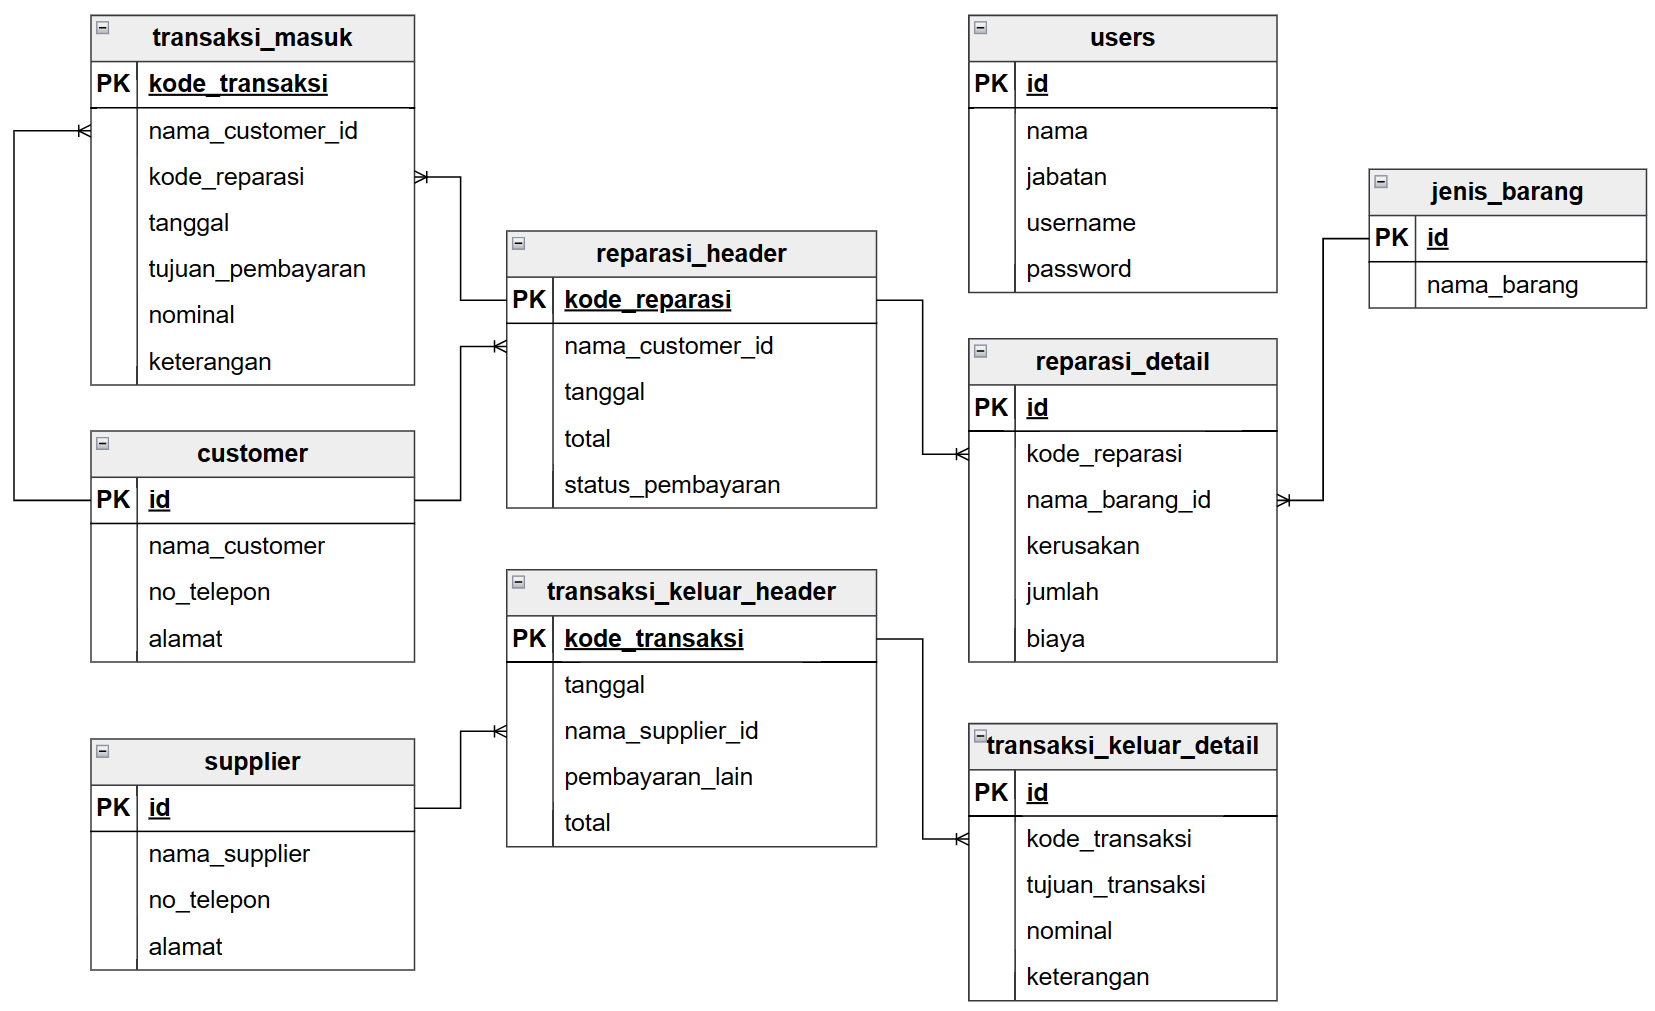 transaksi_masuk
PK kode_transaksi
nama_customer_id
kode_reparasi
tanggal
tujuan_pembayaran
nominal
keterangan
customer
PK id
nama_customer
no_telepon
alamat
supplier
PK id
nama_supplier
no_telepon
alamat
reparasi_header
PK kode_reparasi
nama_customer_id
tanggal
total
status_pembayaran
transaksi_keluar_header
PK kode_transaksi
tanggal
nama_supplier_id
pembayaran_lain
total
users
PK id
nama
jabatan
username
password
reparasi_detail
PK id
kode_reparasi
nama_barang_id
kerusakan
jumlah
biaya
transaksi_keluar_detail
PK id
kode_transaksi
tujuan_transaksi
nominal
keterangan
jenis_barang
PK id
nama_barang